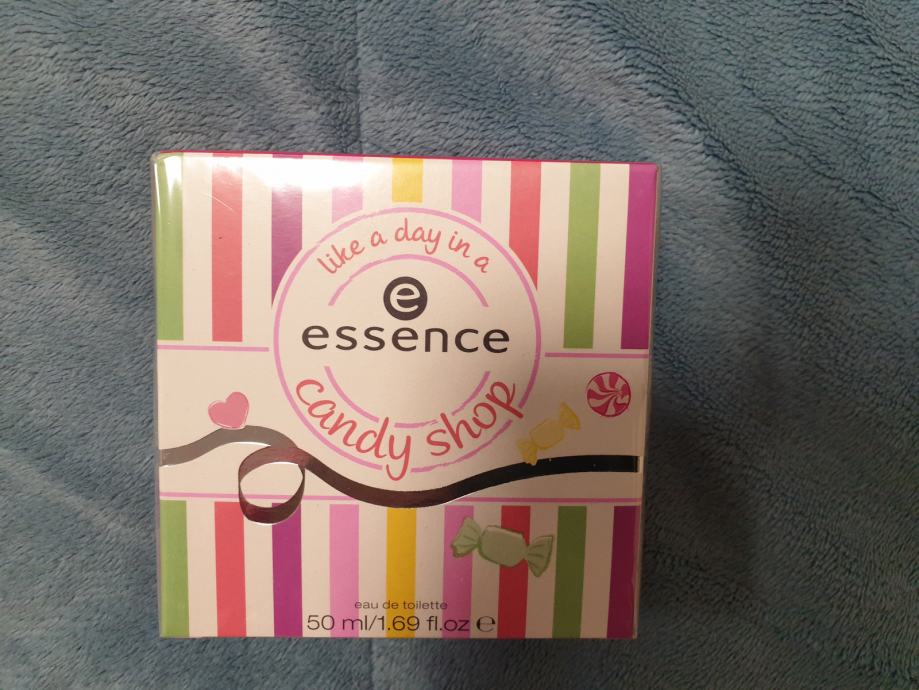 like a day in a
e
essence
candy shop
eau de toilette
50 ml/1.69 fl.oz ℮